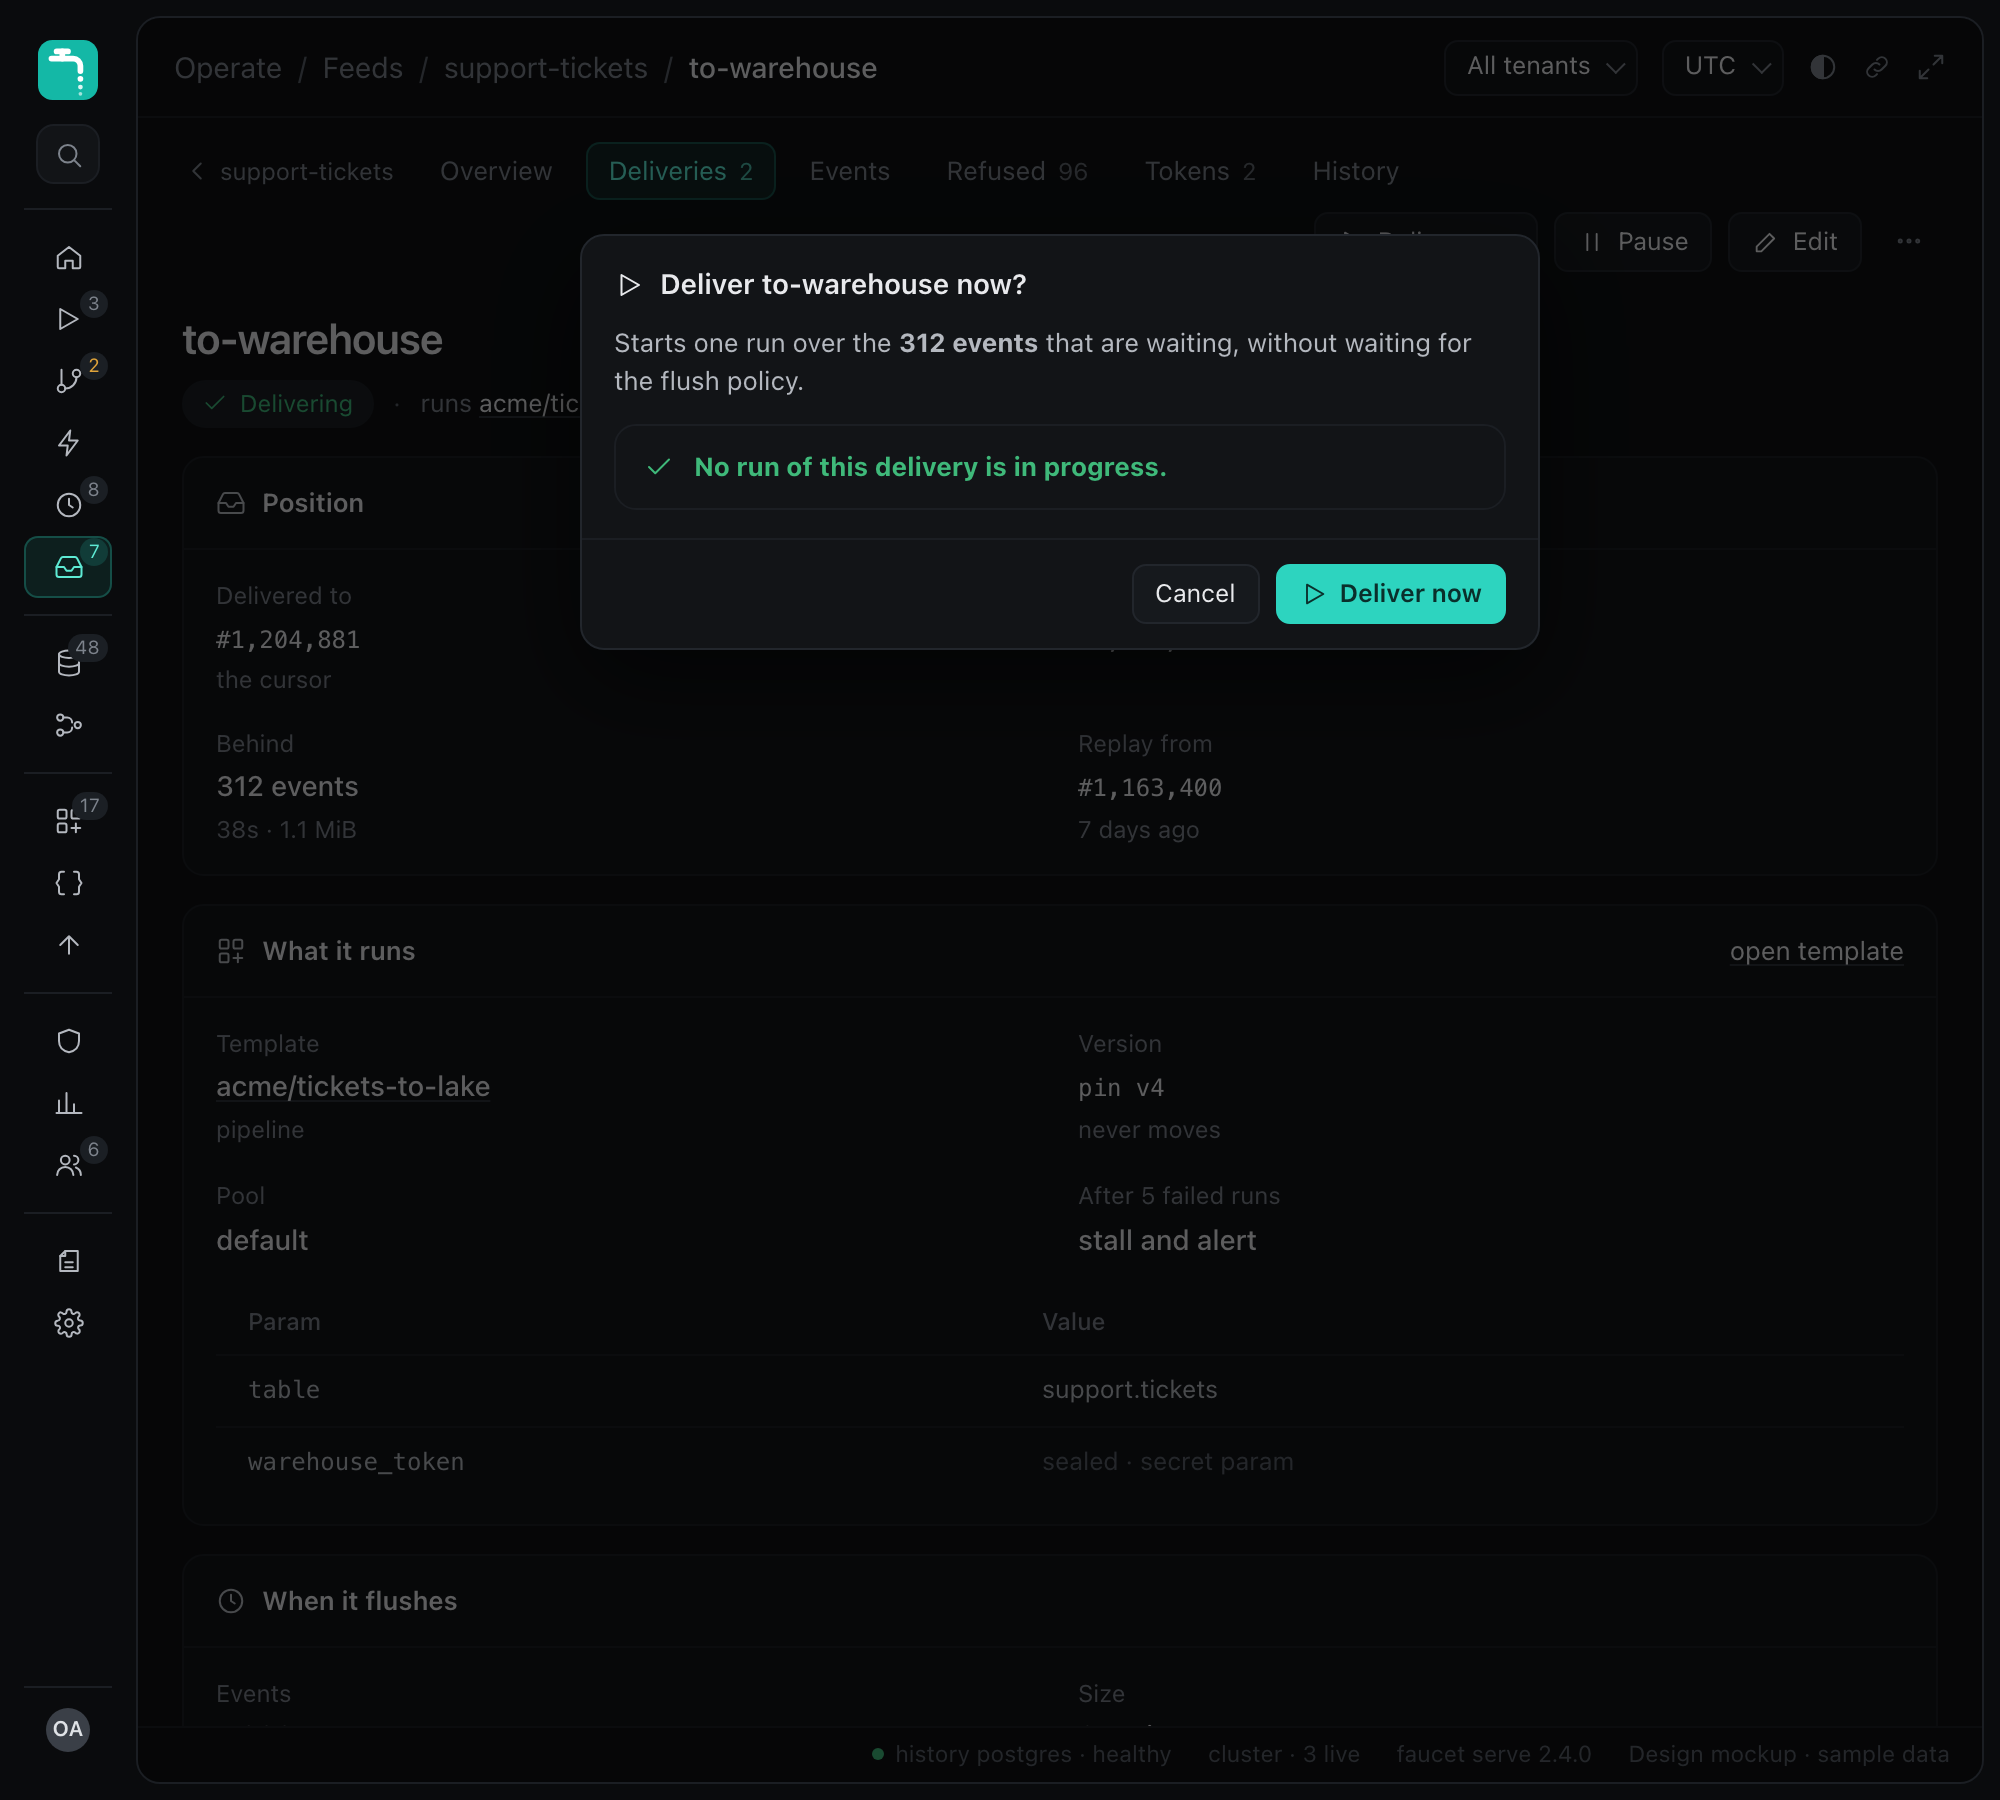 Operate / Feeds / support-tickets / to-warehouse
All tenants
UTC
support-tickets
Overview
Deliveries 2
Events
Refused 96
Tokens 2
History
Pause
Edit
3
2
8
7
48
17
6
OA
Deliver to-warehouse now?
Starts one run over the 312 events that are waiting, without waiting for
the flush policy.
No run of this delivery is in progress.
Cancel
Deliver now
to-warehouse
Delivering · runs acme/tic
Position
Delivered to
#1,204,881
the cursor
Behind
312 events
38s · 1.1 MiB
Replay from
#1,163,400
7 days ago
What it runs
open template
Template
acme/tickets-to-lake
pipeline
Version
pin v4
never moves
Pool
default
After 5 failed runs
stall and alert
Param
Value
table
support.tickets
warehouse_token
sealed · secret param
When it flushes
Events
Size
history postgres · healthy
cluster · 3 live
faucet serve 2.4.0
Design mockup · sample data